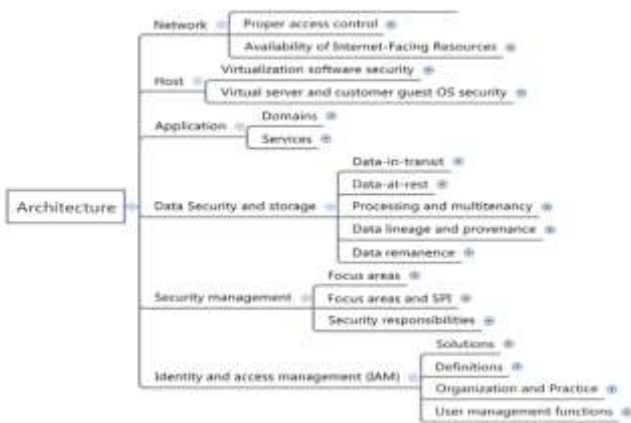 Network
Proper access control
Availability of Internet-Facing Resources
Host
Virtualization software security
Virtual server and customer guest OS security
Application
Domains
Services
Architecture
Data Security and storage
Data-in-transit
Data-at-rest
Processing and multitenancy
Data lineage and provenance
Data remanence
Security management
Focus areas
Focus areas and SPI
Security responsibilities
Identity and access management (IAM)
Solutions
Definitions
Organization and Practice
User management functions